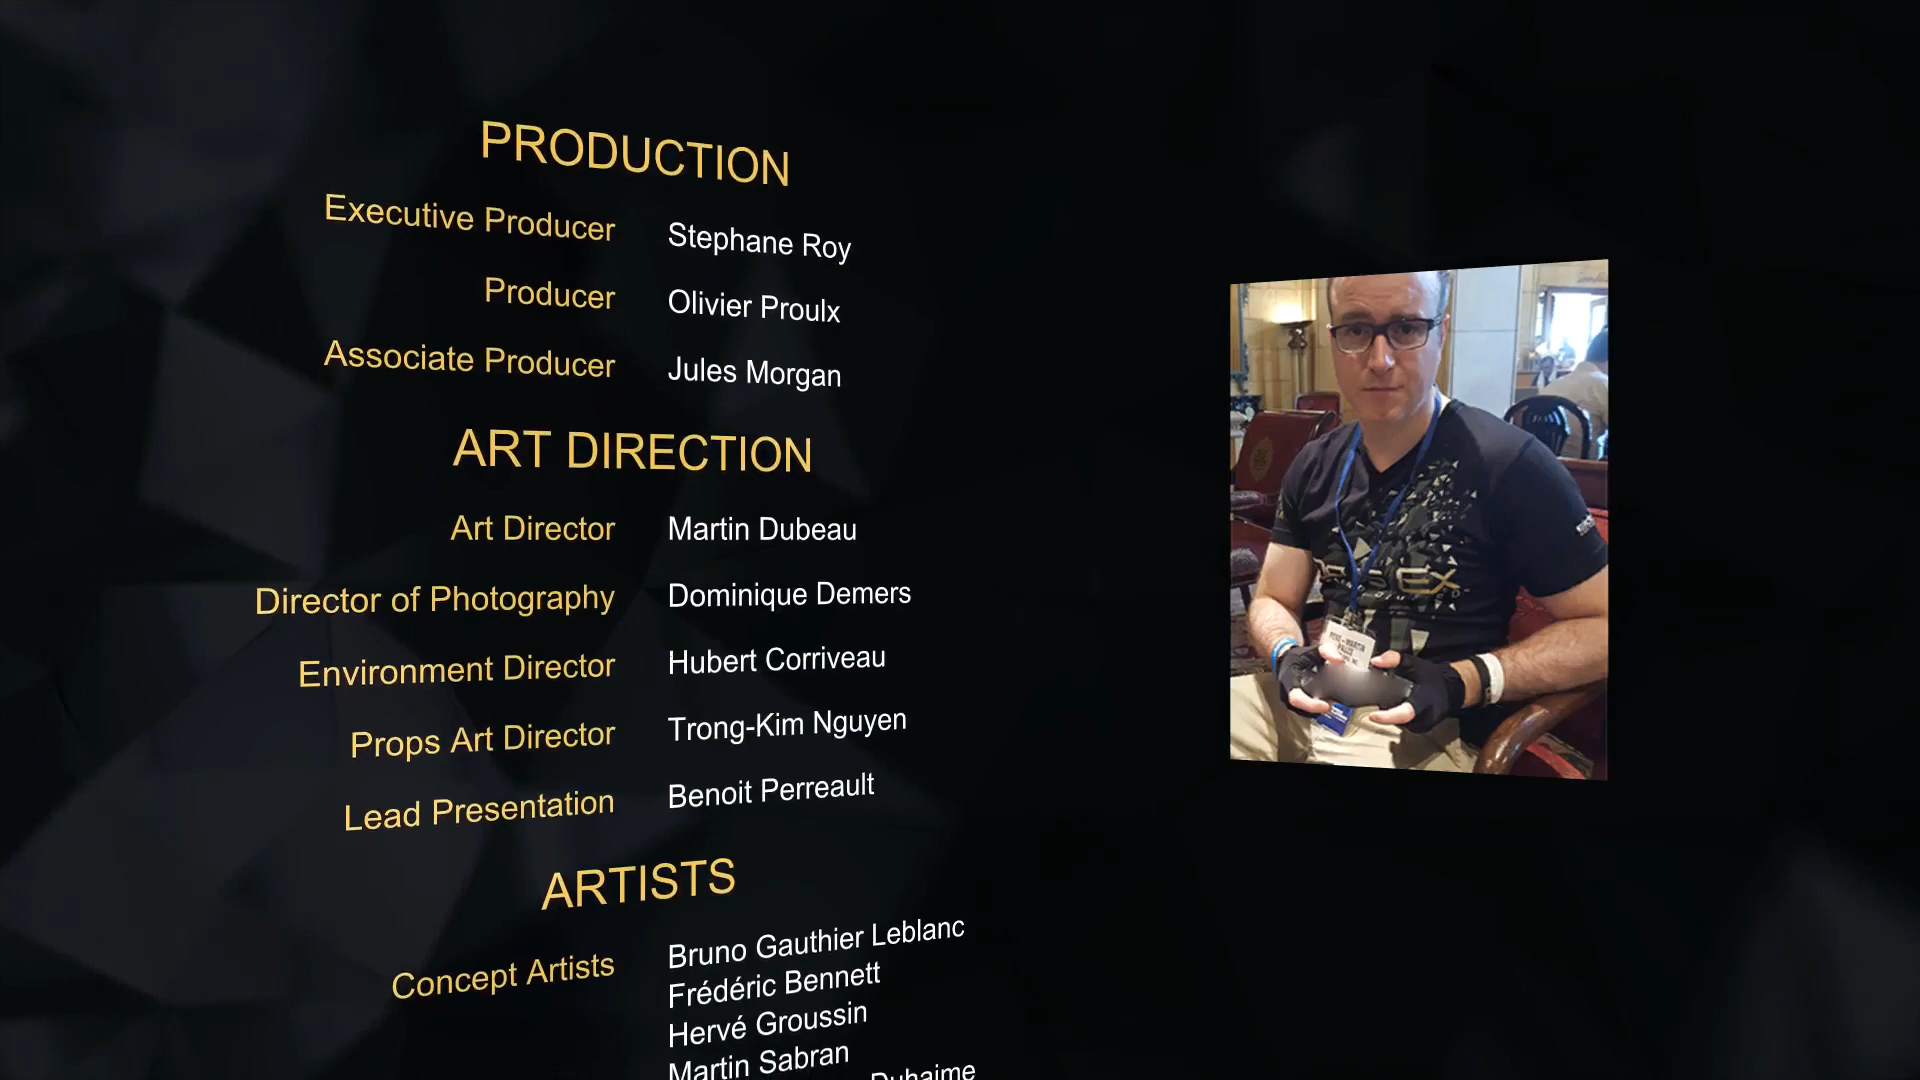 PRODUCTION
Executive Producer Stephane Roy
Producer Olivier Proulx
Associate Producer Jules Morgan
ART DIRECTION
Art Director Martin Dubeau
Director of Photography Dominique Demers
Environment Director Hubert Corriveau
Props Art Director Trong-Kim Nguyen
Lead Presentation Benoit Perreault
ARTISTS
Concept Artists Bruno Gauthier Leblanc
Frédéric Bennett
Hervé Groussin
Martin Sabran
Duhaime
EX